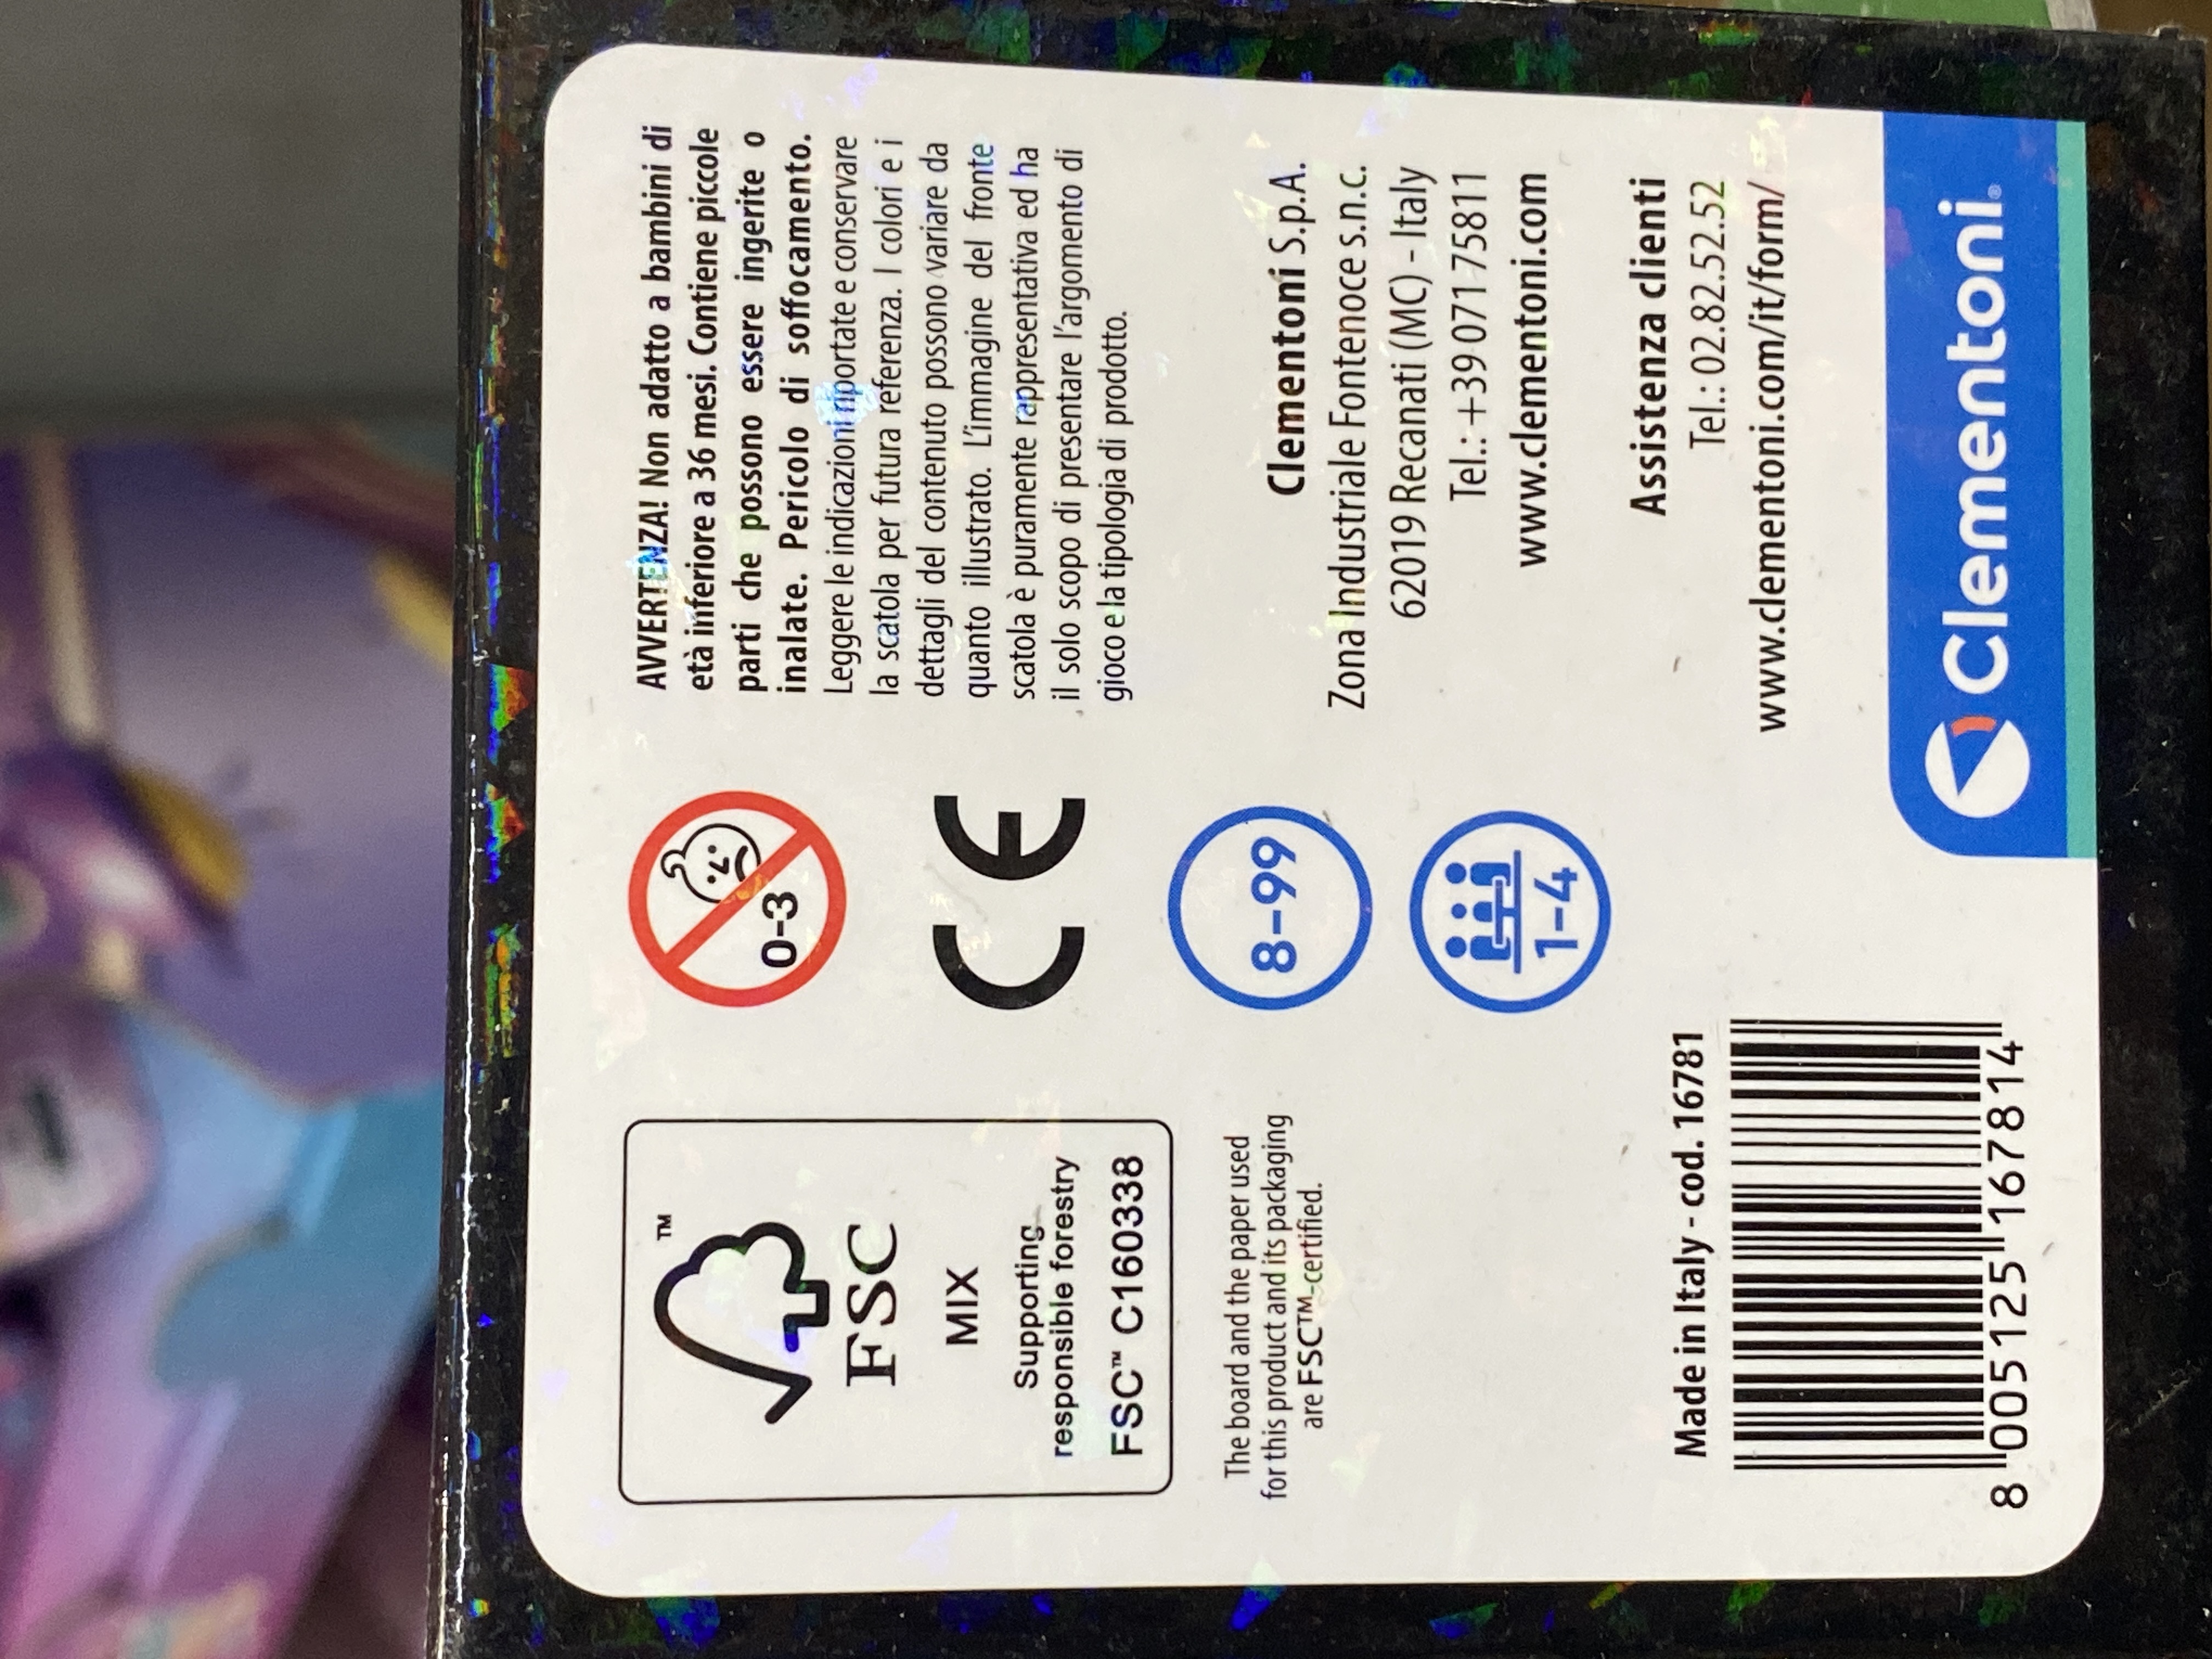 ™
FSC
MIX
Supporting
responsible forestry
FSC™ C160338
The board and the paper used
for this product and its packaging
are FSC™-certified.
Made in Italy - cod. 16781
8 005125 167814
0-3
CE
8-99
1-4
AVVERTENZA! Non adatto a bambini di
età inferiore a 36 mesi. Contiene piccole
parti che possono essere ingerite o
inalate. Pericolo di soffocamento.
Leggere le indicazioni riportate e conservare
la scatola per futura referenza. I colori e i
dettagli del contenuto possono variare da
quanto illustrato. L'immagine del fronte
scatola è puramente rappresentativa ed ha
il solo scopo di presentare l'argomento di
gioco e la tipologia di prodotto.
Clementoni S.p.A.
Zona Industriale Fontenoce s.n.c.
62019 Recanati (MC) - Italy
Tel.: +39 071 75811
www.clementoni.com
Assistenza clienti
Tel.: 02.82.52.52
www.clementoni.com/it/form/
Clementoni®